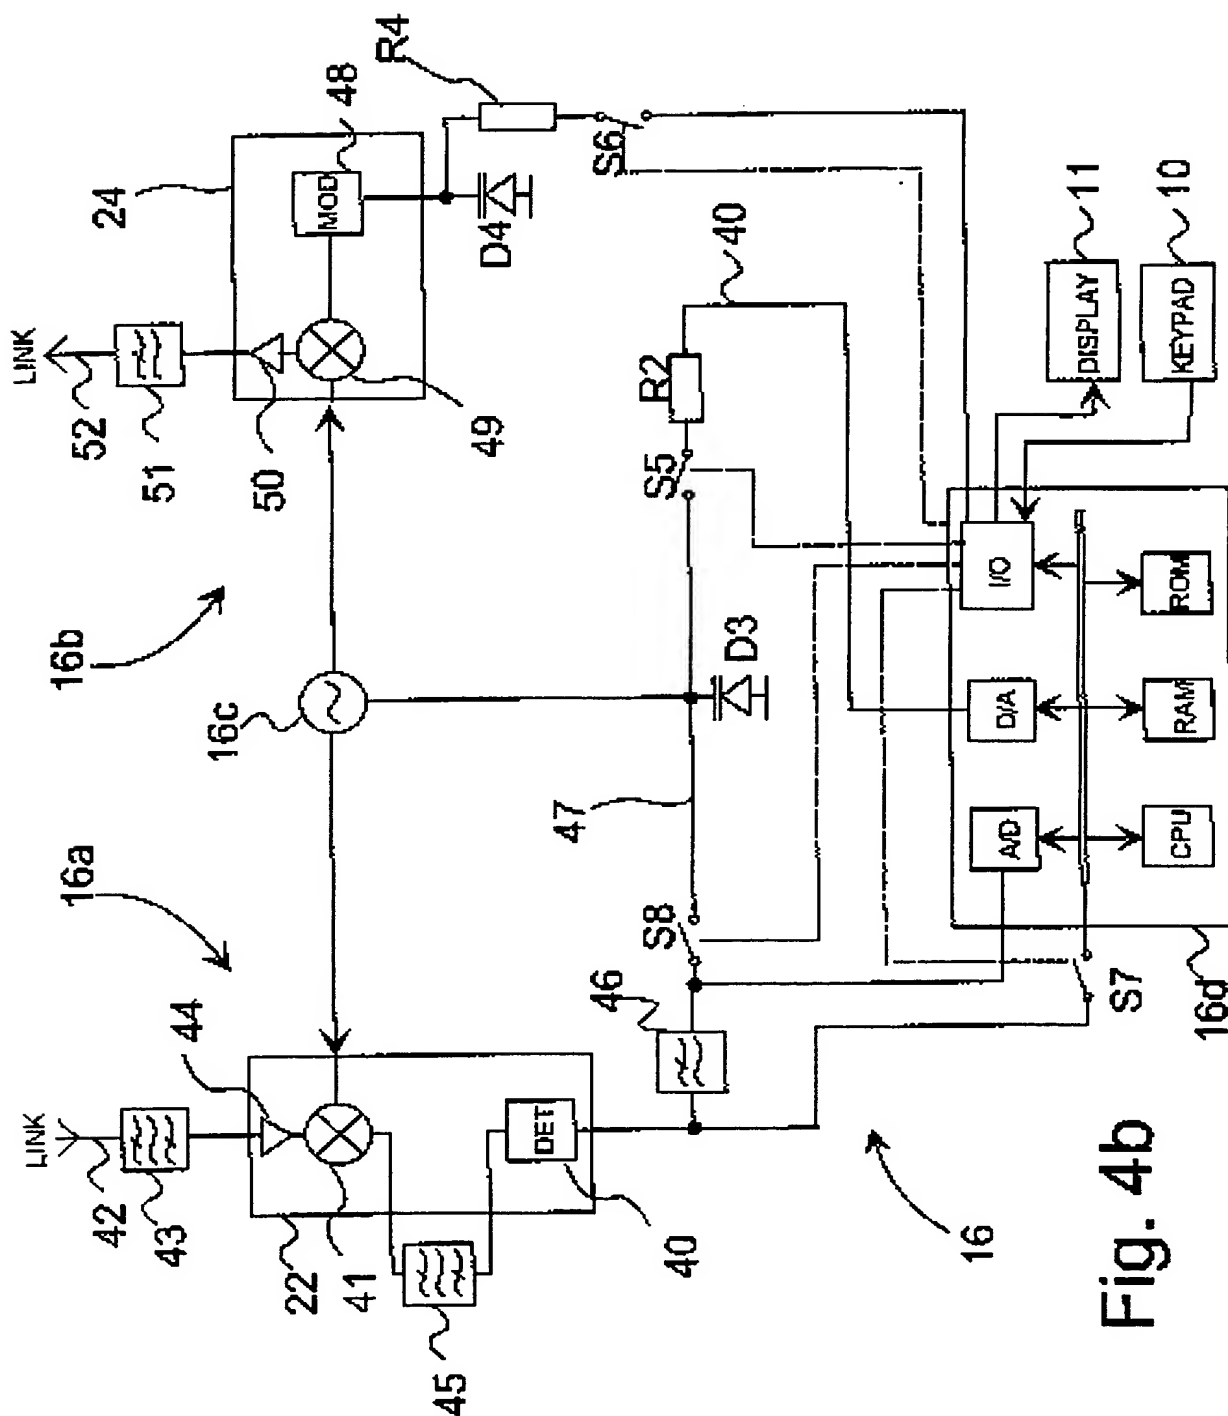 LINK
42
43
44
22
41
45
DET
40
16a
16c
16b
LINK
52
51
50
49
24
MOD
48
R4
D4
S6
46
S8
47
D3
S5
R2
40
S7
16d
A/D
D/A
I/O
CPU
RAM
ROM
DISPLAY
11
KEYPAD
10
16
Fig. 4b